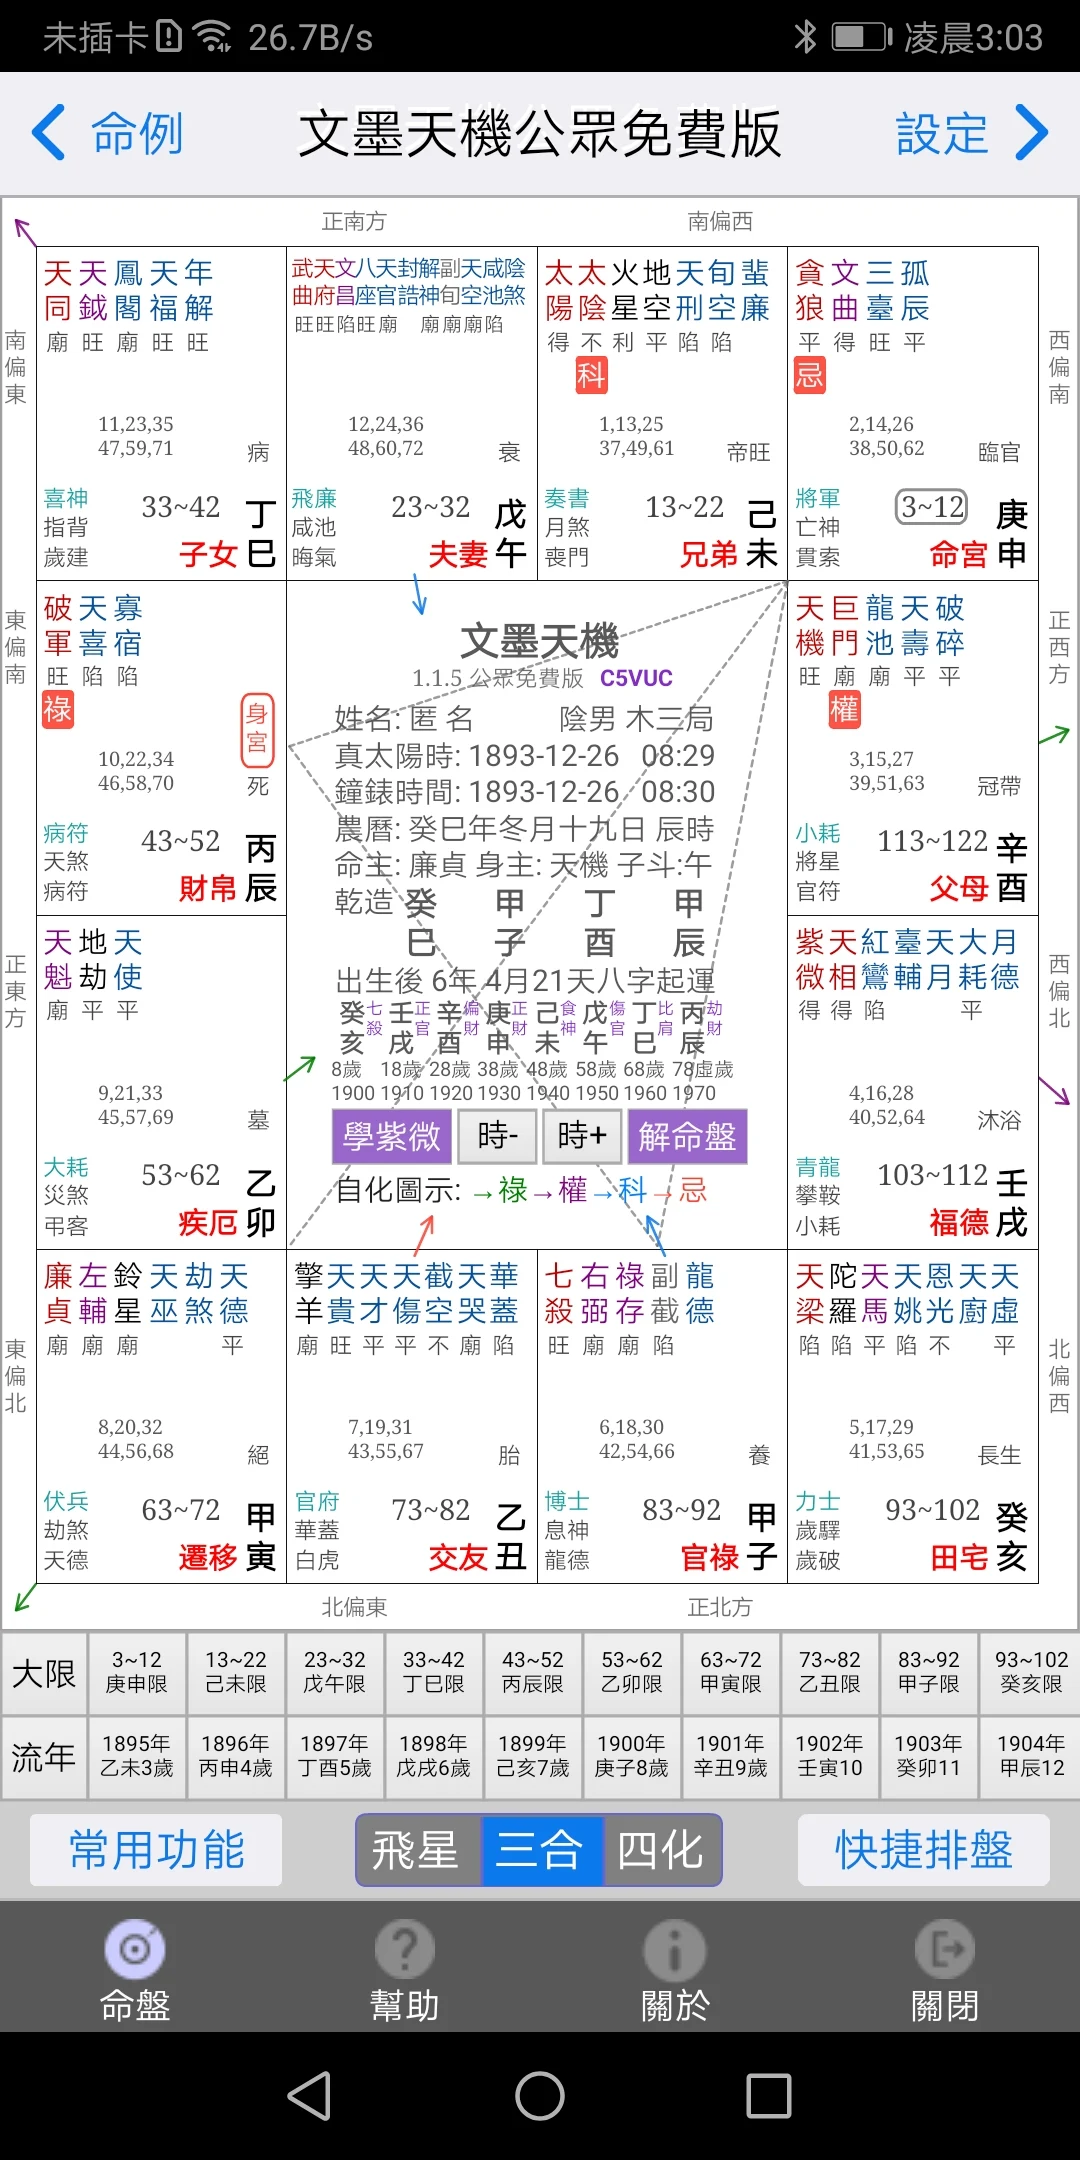 未插卡 26.7B/s 凌晨3:03
命例 文墨天機公眾免費版 設定
正南方 南偏西
南偏東
天同 天鉞 鳳閣 天福 年解
廟 旺 廟 旺 旺
11,23,35
47,59,71
病
喜神
指背
歲建
33~42
子女
丁巳
武曲 天府 文昌 八座 天官 封誥 解神 副旬 天空 咸池 陰煞
旺旺陷旺廟 廟廟廟陷
12,24,36
48,60,72
衰
飛廉
咸池
晦氣
23~32
夫妻
戊午
太陽 太陰 火星 地空 天刑 旬空 蜚廉
得 不 利 平 陷 陷
科
1,13,25
37,49,61
帝旺
奏書
月煞
喪門
13~22
兄弟
己未
貪狼 文曲 三臺 孤辰
平 得 旺 平
忌
2,14,26
38,50,62
臨官
將軍
亡神
貫索
3~12
命宮
庚申
西偏南
東偏南
破軍 天喜 寡宿
旺 陷 陷
祿
身宮
10,22,34
46,58,70
死
病符
天煞
病符
43~52
財帛
丙辰
文墨天機
1.1.5 公眾免費版 C5VUC
姓名: 匿 名 陰男 木三局
真太陽時: 1893-12-26 08:29
鐘錶時間: 1893-12-26 08:30
農曆: 癸巳年冬月十九日 辰時
命主: 廉貞 身主: 天機 子斗:午
乾造 癸 甲 丁 甲
巳 子 酉 辰
出生後 6年 4月21天八字起運
癸亥 七殺 壬戌 正官 辛酉 偏財 庚申 正財 己未 食神 戊午 傷官 丁巳 比肩 丙辰 劫財
8歲 18歲 28歲 38歲 48歲 58歲 68歲 78虛歲
1900 1910 1920 1930 1940 1950 1960 1970
學紫微 時- 時+ 解命盤
自化圖示: →祿→權→科→忌
天機 巨門 龍池 天壽 破碎
旺 廟 廟 平 平
權
3,15,27
39,51,63
冠帶
小耗
將星
官符
113~122
父母
辛酉
正西方
正東方
天魁 地劫 天使
廟 平 平
9,21,33
45,57,69
墓
大耗
災煞
弔客
53~62
疾厄
乙卯
紫微 天相 紅鸞 臺輔 天月 大耗 月德
得 得 陷 平
4,16,28
40,52,64
沐浴
青龍
攀鞍
小耗
103~112
福德
壬戌
西偏北
東偏北
廉貞 左輔 鈴星 天巫 劫煞 天德
廟 廟 廟 平
8,20,32
44,56,68
絕
伏兵
劫煞
天德
63~72
遷移
甲寅
擎羊 天貴 天才 天傷 截空 天哭 華蓋
廟 旺 平 平 不 廟 陷
7,19,31
43,55,67
胎
官府
華蓋
白虎
73~82
交友
乙丑
七殺 右弼 祿存 副截 龍德
旺 廟 廟 陷
6,18,30
42,54,66
養
博士
息神
龍德
83~92
官祿
甲子
天梁 陀羅 天馬 天姚 恩光 天廚 天虛
陷 陷 平 陷 不 平
5,17,29
41,53,65
長生
力士
歲驛
歲破
93~102
田宅
癸亥
北偏西
北偏東 正北方
大限 3~12 13~22 23~32 33~42 43~52 53~62 63~72 73~82 83~92 93~102
庚申限 己未限 戊午限 丁巳限 丙辰限 乙卯限 甲寅限 乙丑限 甲子限 癸亥限
流年 1895年 1896年 1897年 1898年 1899年 1900年 1901年 1902年 1903年 1904年
乙未3歲 丙申4歲 丁酉5歲 戊戌6歲 己亥7歲 庚子8歲 辛丑9歲 壬寅10 癸卯11 甲辰12
常用功能 飛星 三合 四化 快捷排盤
命盤 幫助 關於 關閉